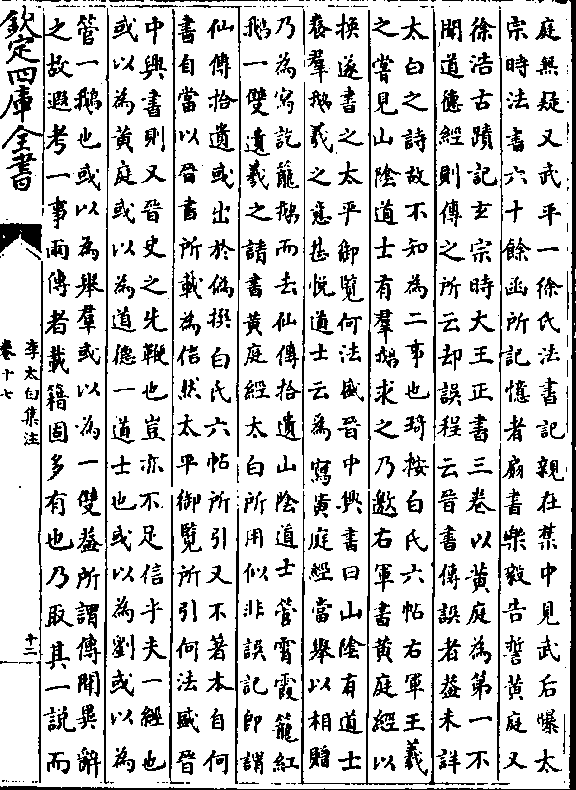 庭無疑又武平一徐氏法書記親在禁中見武后曝太
宗時法書六十餘函所記憶者扇書樂毅告誓黄庭又
徐浩古蹟記玄宗時大王正書三卷以黄庭為第一不
聞道德經則傳之所云却誤程云晉書傳誤者葢未詳
太白之詩故不知為二事也琦按白氏六帖右軍王羲
之嘗見山陰道士有羣鵝求之乃邀右軍書黄庭經以
換遂書之太平御覽何法盛晉中興書曰山陰有道士
養羣鵝羲之意甚悦道士云為寫黄庭經當舉以相贈
乃為寫訖籠鵝而去仙傳拾遺山陰道士管霄霞籠紅
鵝一雙遺羲之請書黄庭經太白所用似非誤記即謂
仙傳拾遺或出於偽撰白氏六帖所引又不著本自何
書自當以晉書所載為信然太平御覽所引何法盛晉
中興書則又晉史之先鞭也豈亦不足信乎夫一經也
或以為黄庭或以為道德一道士也或以為劉或以為
管一鵝也或以為舉羣或以為一雙葢所謂傳聞異辭
之故遐考一事兩傳者載籍固多有也乃取其一說而
欽定四庫全書
李太白集注
卷十七
十二